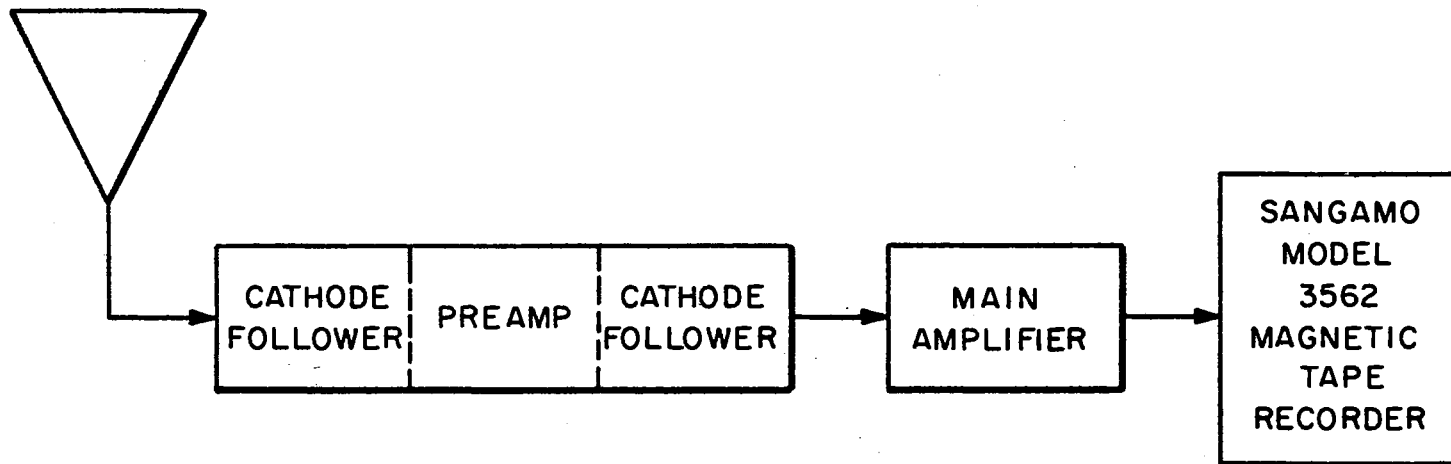 CATHODE
FOLLOWER
PREAMP
CATHODE
FOLLOWER
MAIN
AMPLIFIER
SANGAMO
MODEL
3562
MAGNETIC
TAPE
RECORDER